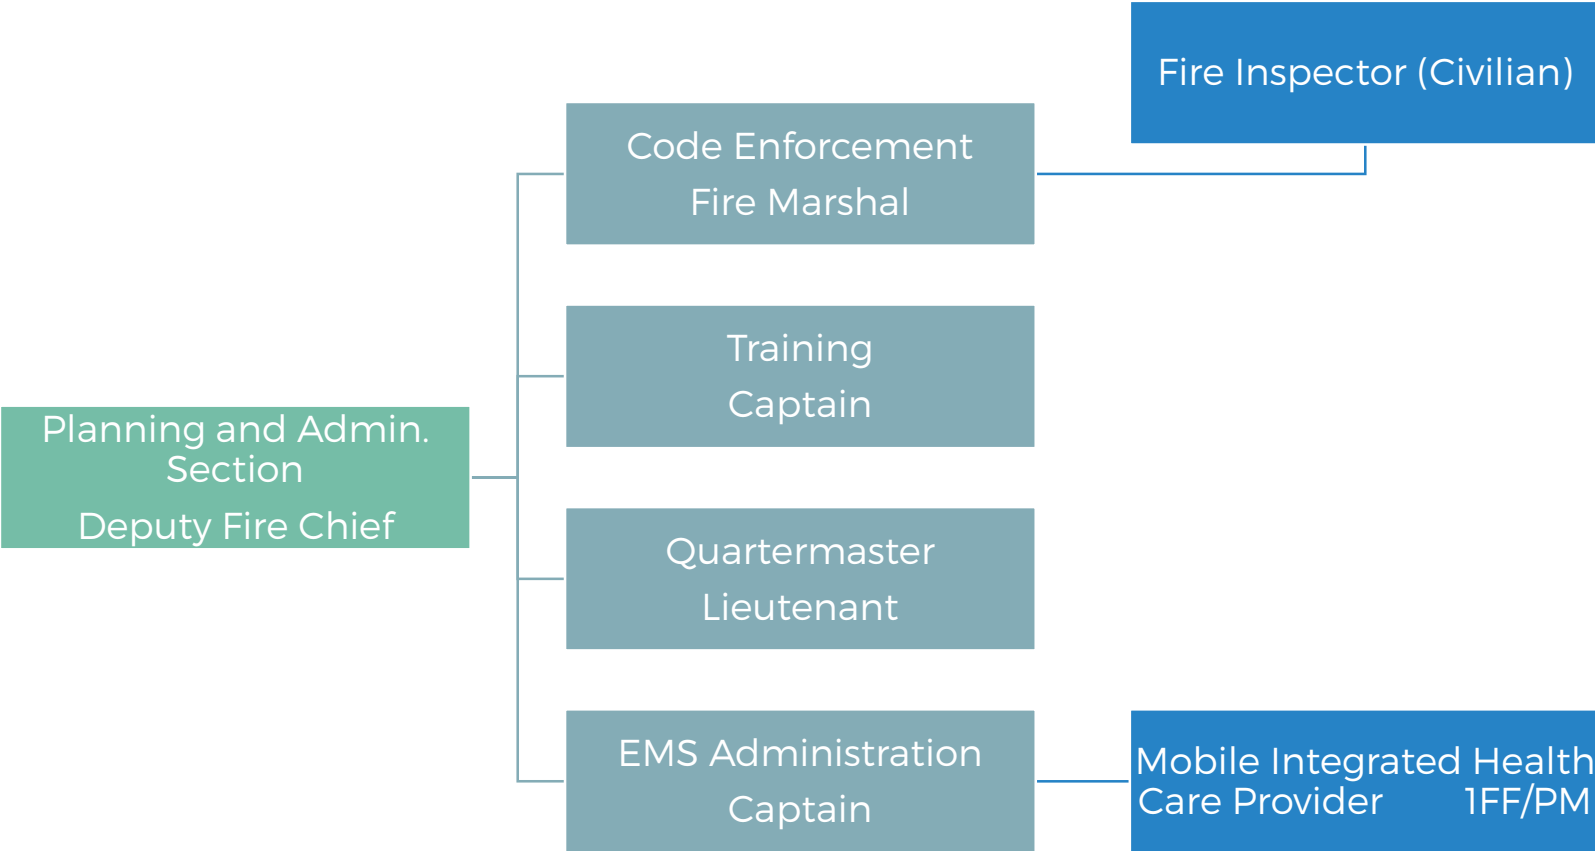 Fire Inspector (Civilian)
Code Enforcement
Fire Marshal
Training
Captain
Planning and Admin.
Section
Deputy Fire Chief
Quartermaster
Lieutenant
EMS Administration
Captain
Mobile Integrated Health
Care Provider 1FF/PM